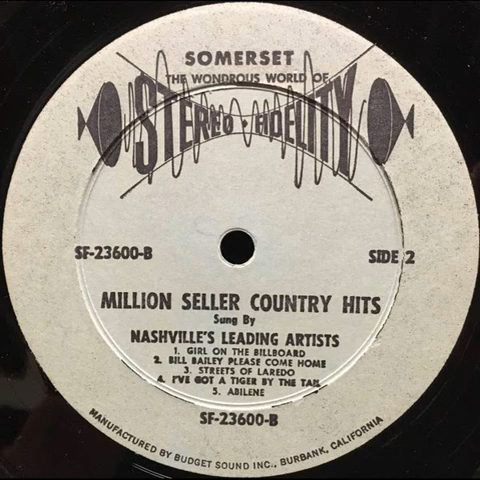 SOMERSET
THE WONDROUS WORLD OF
STEREO • FIDELITY
SF-23600-B
SIDE 2
MILLION SELLER COUNTRY HITS
Sung By
NASHVILLE'S LEADING ARTISTS
1. GIRL ON THE BILLBOARD
2. BILL BAILEY PLEASE COME HOME
3. STREETS OF LAREDO
4. I'VE GOT A TIGER BY THE TAIL
5. ABILENE
SF-23600-B
MANUFACTURED BY BUDGET SOUND INC., BURBANK, CALIFORNIA